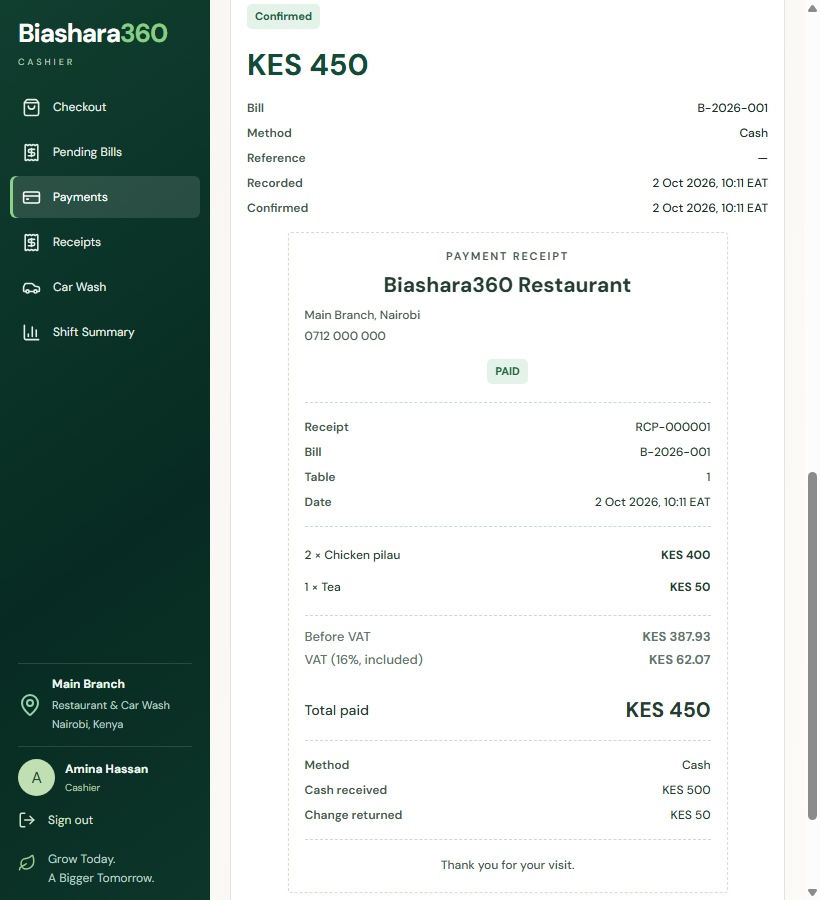 Biashara360
CASHIER
Checkout
Pending Bills
Payments
Receipts
Car Wash
Shift Summary
Main Branch
Restaurant & Car Wash
Nairobi, Kenya
A
Amina Hassan
Cashier
Sign out
Grow Today.
A Bigger Tomorrow.
Confirmed
KES 450
Bill B-2026-001
Method Cash
Reference —
Recorded 2 Oct 2026, 10:11 EAT
Confirmed 2 Oct 2026, 10:11 EAT
PAYMENT RECEIPT
Biashara360 Restaurant
Main Branch, Nairobi
0712 000 000
PAID
Receipt RCP-000001
Bill B-2026-001
Table 1
Date 2 Oct 2026, 10:11 EAT
2 × Chicken pilau KES 400
1 × Tea KES 50
Before VAT KES 387.93
VAT (16%, included) KES 62.07
Total paid KES 450
Method Cash
Cash received KES 500
Change returned KES 50
Thank you for your visit.